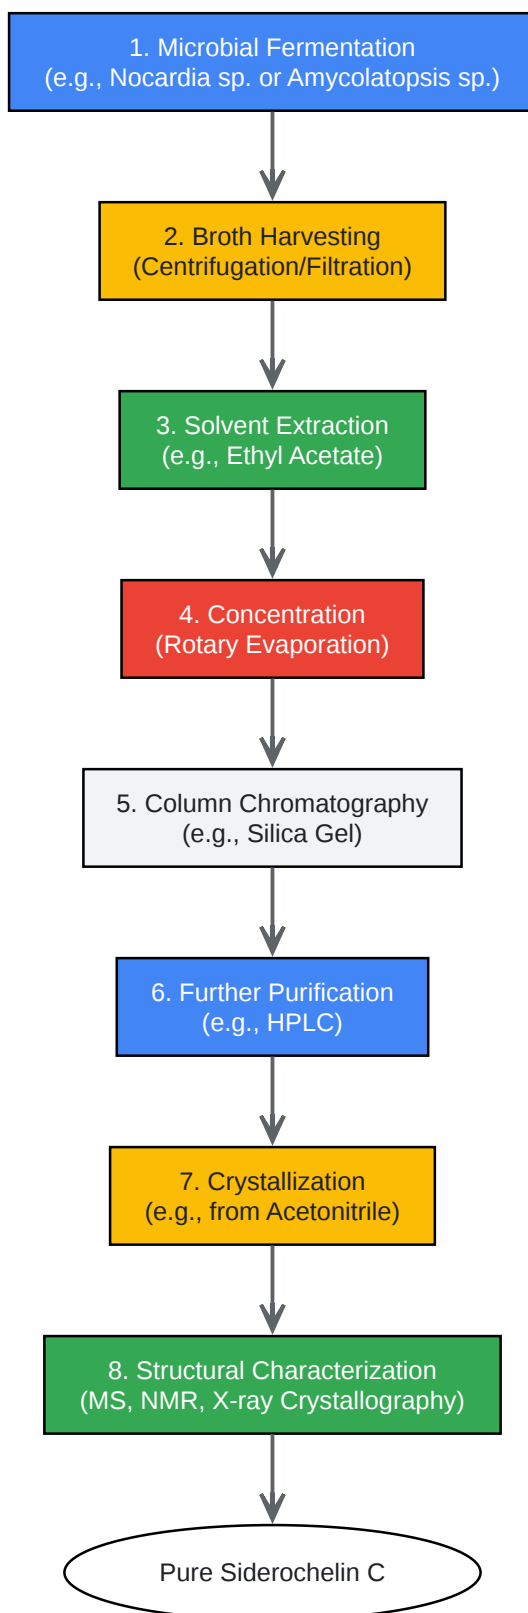 1. Microbial Fermentation
(e.g., Nocardia sp. or Amycolatopsis sp.)
2. Broth Harvesting
(Centrifugation/Filtration)
3. Solvent Extraction
(e.g., Ethyl Acetate)
4. Concentration
(Rotary Evaporation)
5. Column Chromatography
(e.g., Silica Gel)
6. Further Purification
(e.g., HPLC)
7. Crystallization
(e.g., from Acetonitrile)
8. Structural Characterization
(MS, NMR, X-ray Crystallography)
Pure Siderochelin C